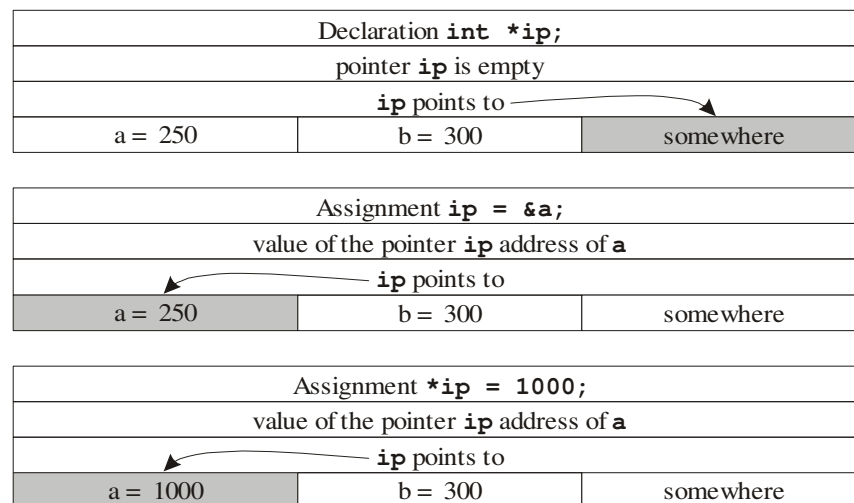 Declaration int *ip;
pointer ip is empty
ip points to
a = 250 b = 300 somewhere
Assignment ip = &a;
value of the pointer ip address of a
ip points to
a = 250 b = 300 somewhere
Assignment *ip = 1000;
value of the pointer ip address of a
ip points to
a = 1000 b = 300 somewhere